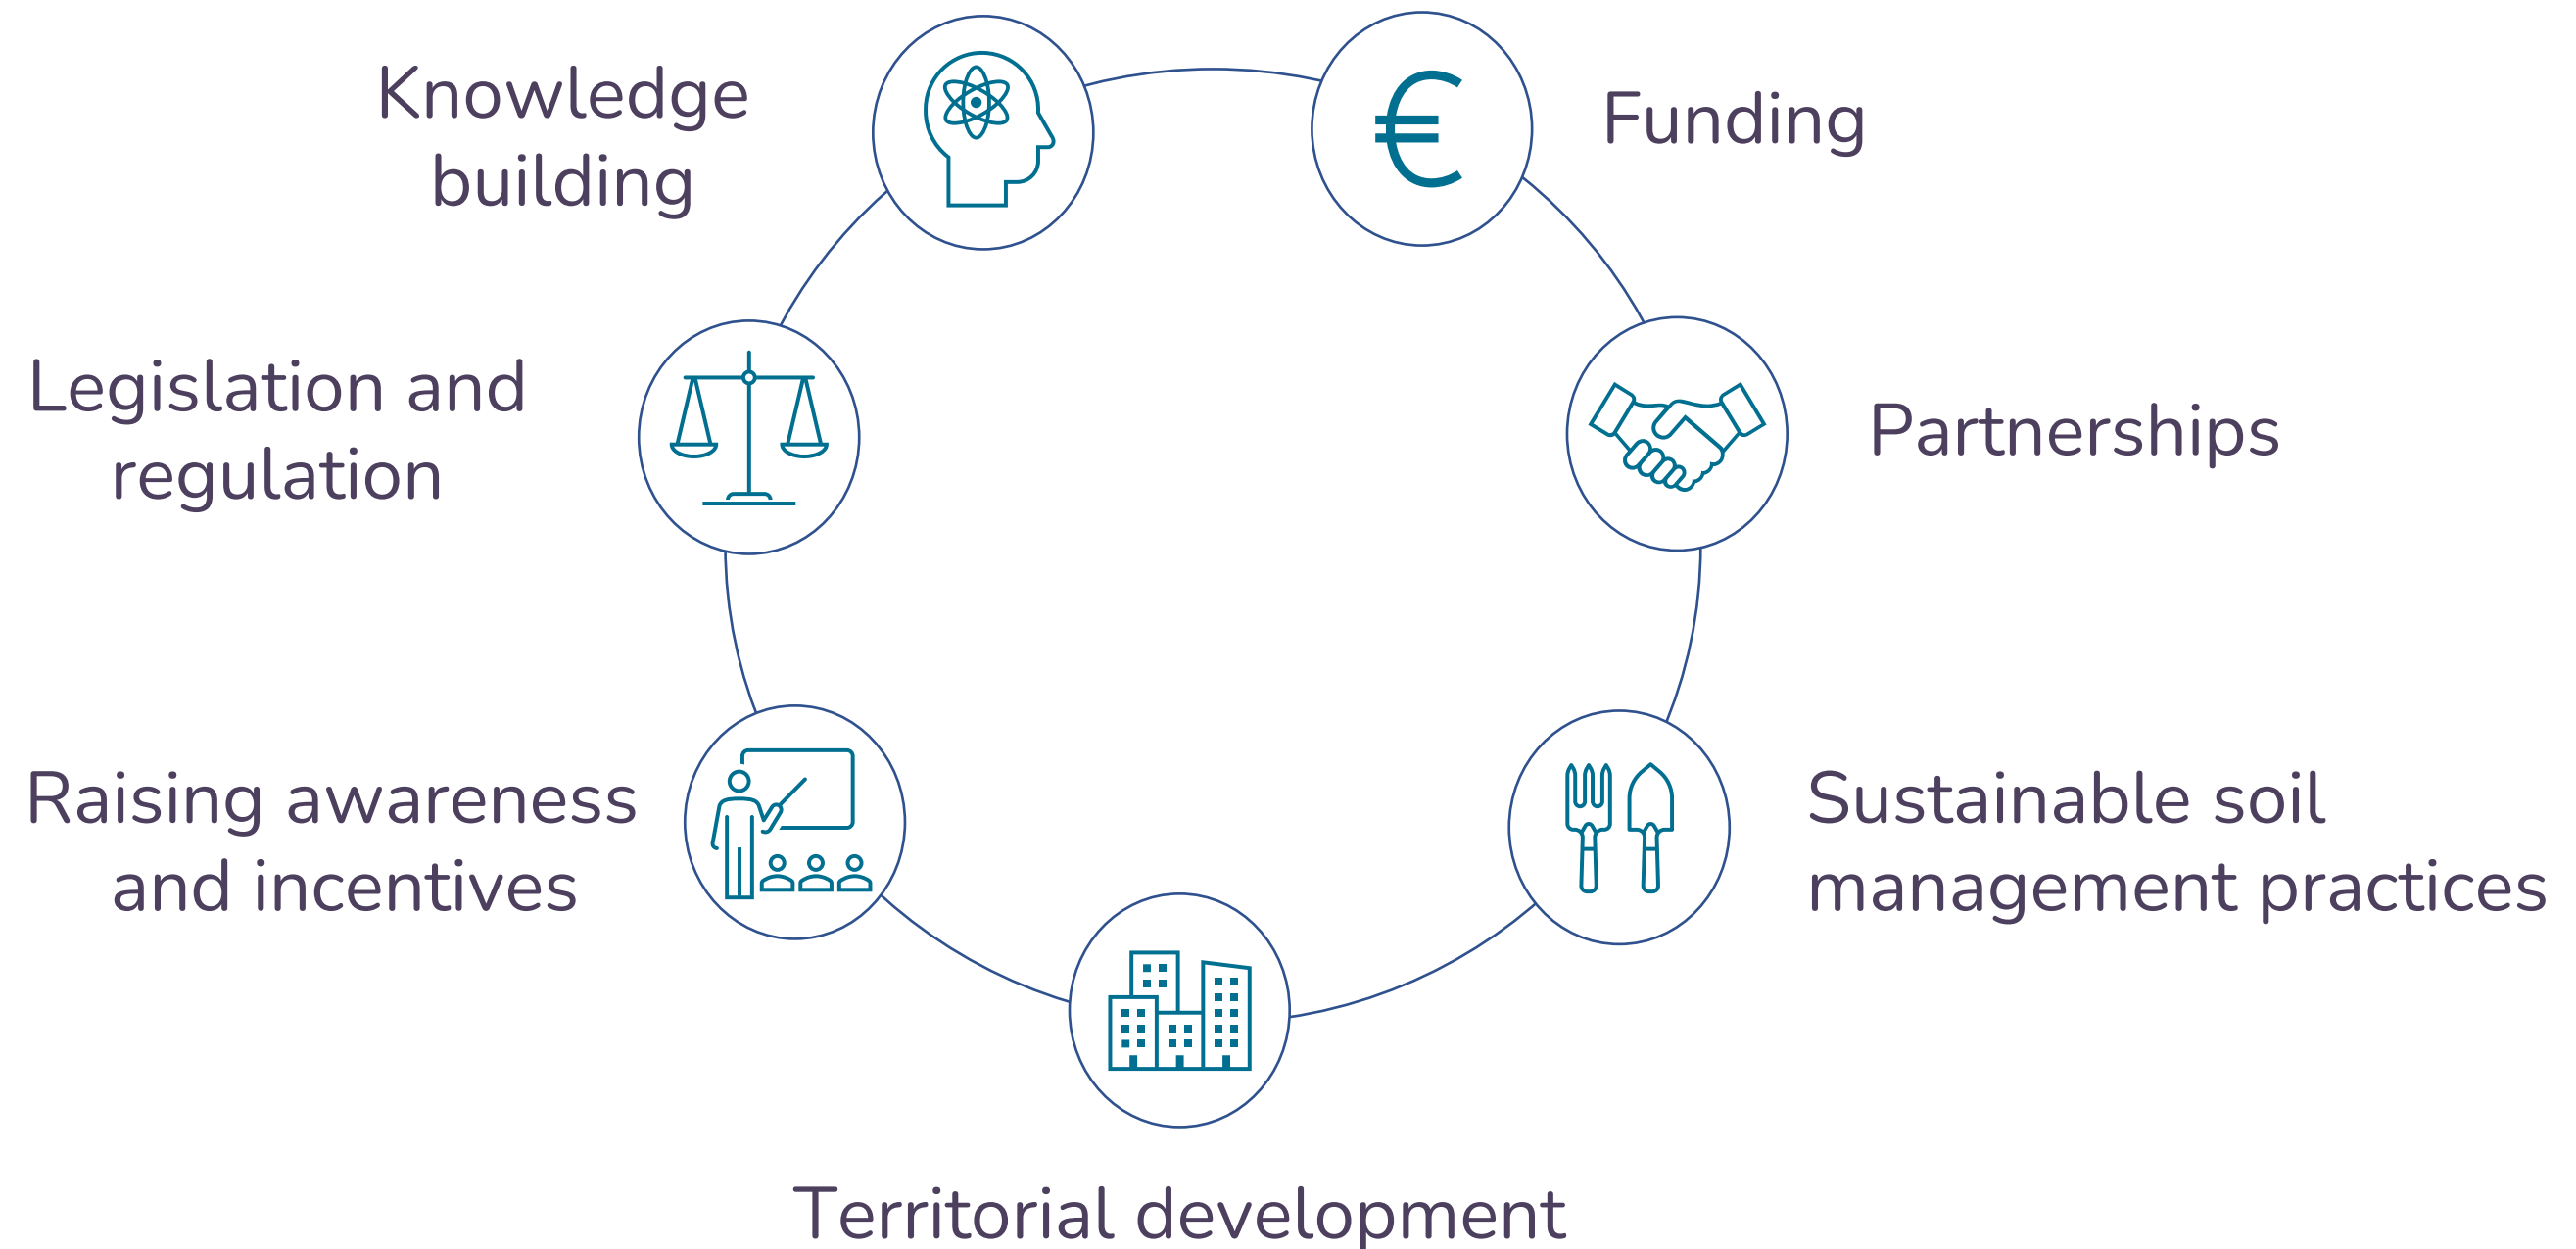 Knowledge
building
Funding
Legislation and
regulation
Partnerships
Raising awareness
and incentives
Sustainable soil
management practices
Territorial development